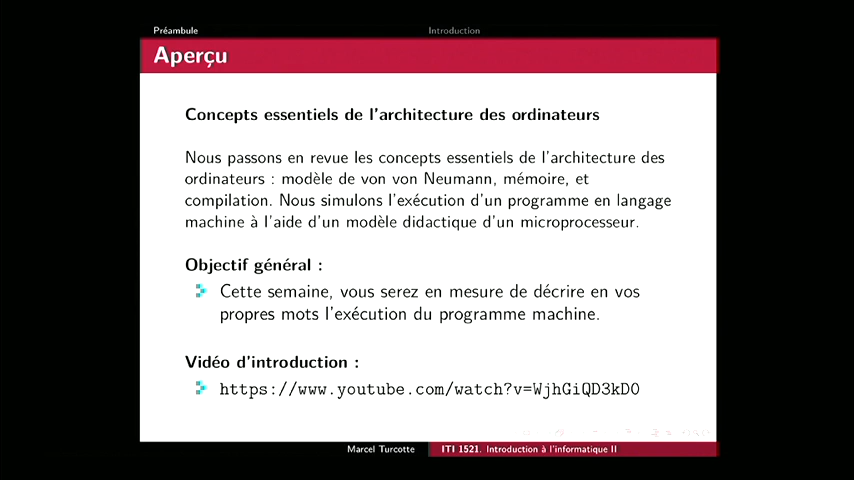 Préambule
Introduction
Aperçu
Concepts essentiels de l'architecture des ordinateurs
Nous passons en revue les concepts essentiels de l'architecture des
ordinateurs : modèle de von von Neumann, mémoire, et
compilation. Nous simulons l'exécution d'un programme en langage
machine à l'aide d'un modèle didactique d'un microprocesseur.
Objectif général :
Cette semaine, vous serez en mesure de décrire en vos
propres mots l'exécution du programme machine.
Vidéo d'introduction :
https://www.youtube.com/watch?v=WjhGiQD3kD0
Marcel Turcotte
ITI 1521. Introduction à l'informatique II